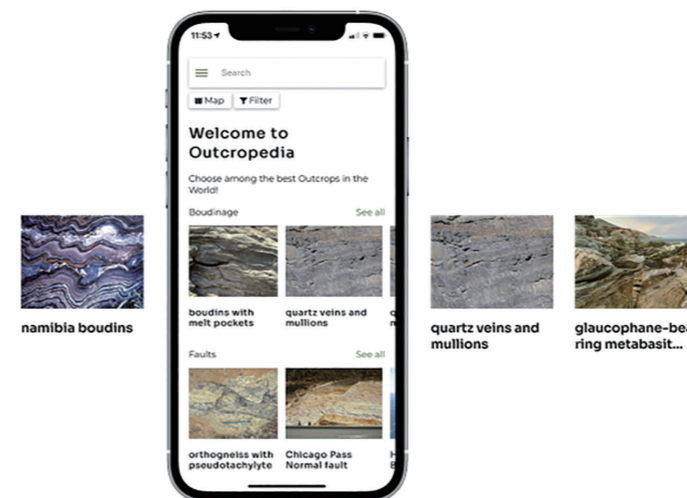 11:53
Search
Map
Filter
Welcome to
Outcropedia
Choose among the best Outcrops in the
World!
Boudinage
See all
boudins with
melt pockets
quartz veins and
mullions
Faults
See all
orthogneiss with
pseudotachylyte
Chicago Pass
Normal fault
namibia boudins
quartz veins and
mullions
glaucophane-bea
ring metabasit...